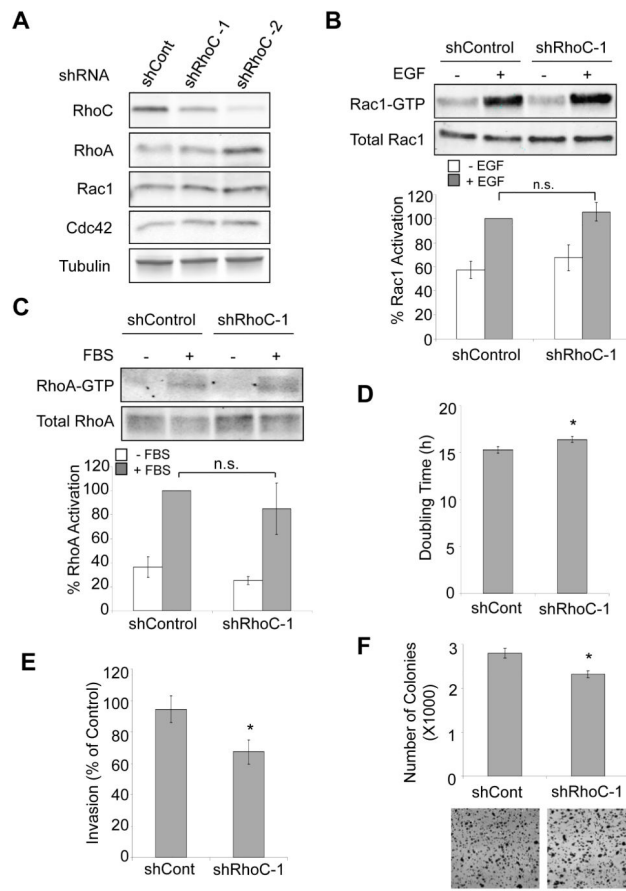 A
shRNA
shCont
shRhoC -1
shRhoC-2
RhoC
RhoA
Rac1
Cdc42
Tubulin
B
shControl shRhoC-1
EGF - + - +
Rac1-GTP
Total Rac1
- EGF
+ EGF
n.s.
% Rac1 Activation
100
80
60
40
20
0
shControl shRhoC-1
C
shControl shRhoC-1
FBS - + - +
RhoA-GTP
Total RhoA
- FBS
+ FBS
n.s.
% RhoA Activation
100
80
60
40
20
0
shControl shRhoC-1
D
Doubling Time (h)
20
15
10
5
0
*
shCont shRhoC-1
E
Invasion (% of Control)
120
100
80
60
40
20
0
*
shCont shRhoC-1
F
Number of Colonies
(X1000)
3
2
1
0
*
shCont shRhoC-1